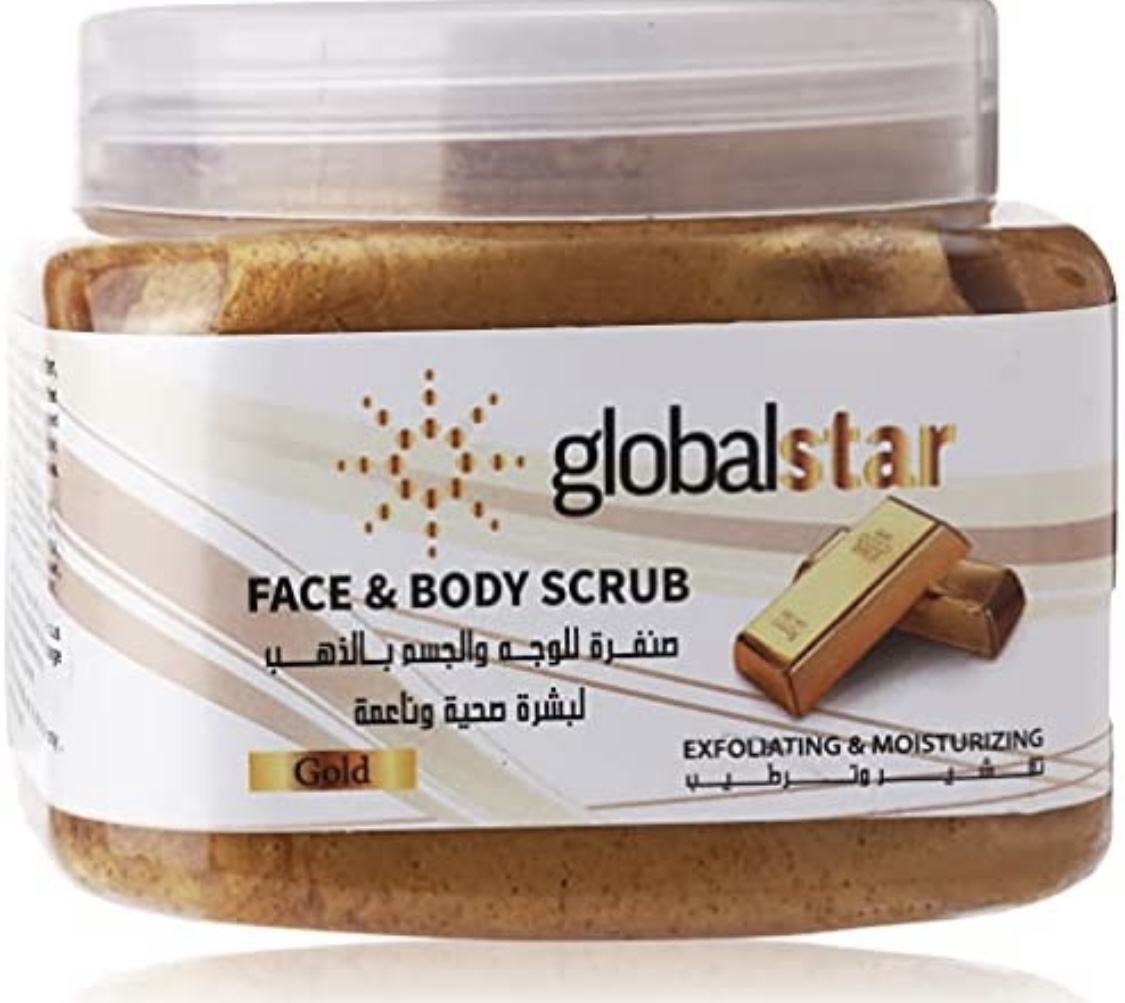 globalstar
FACE & BODY SCRUB
صنفرة للوجه والجسم بالذهب
لبشرة صحية وناعمة
Gold
EXFOLIATING & MOISTURIZING
تقشير وترطيب